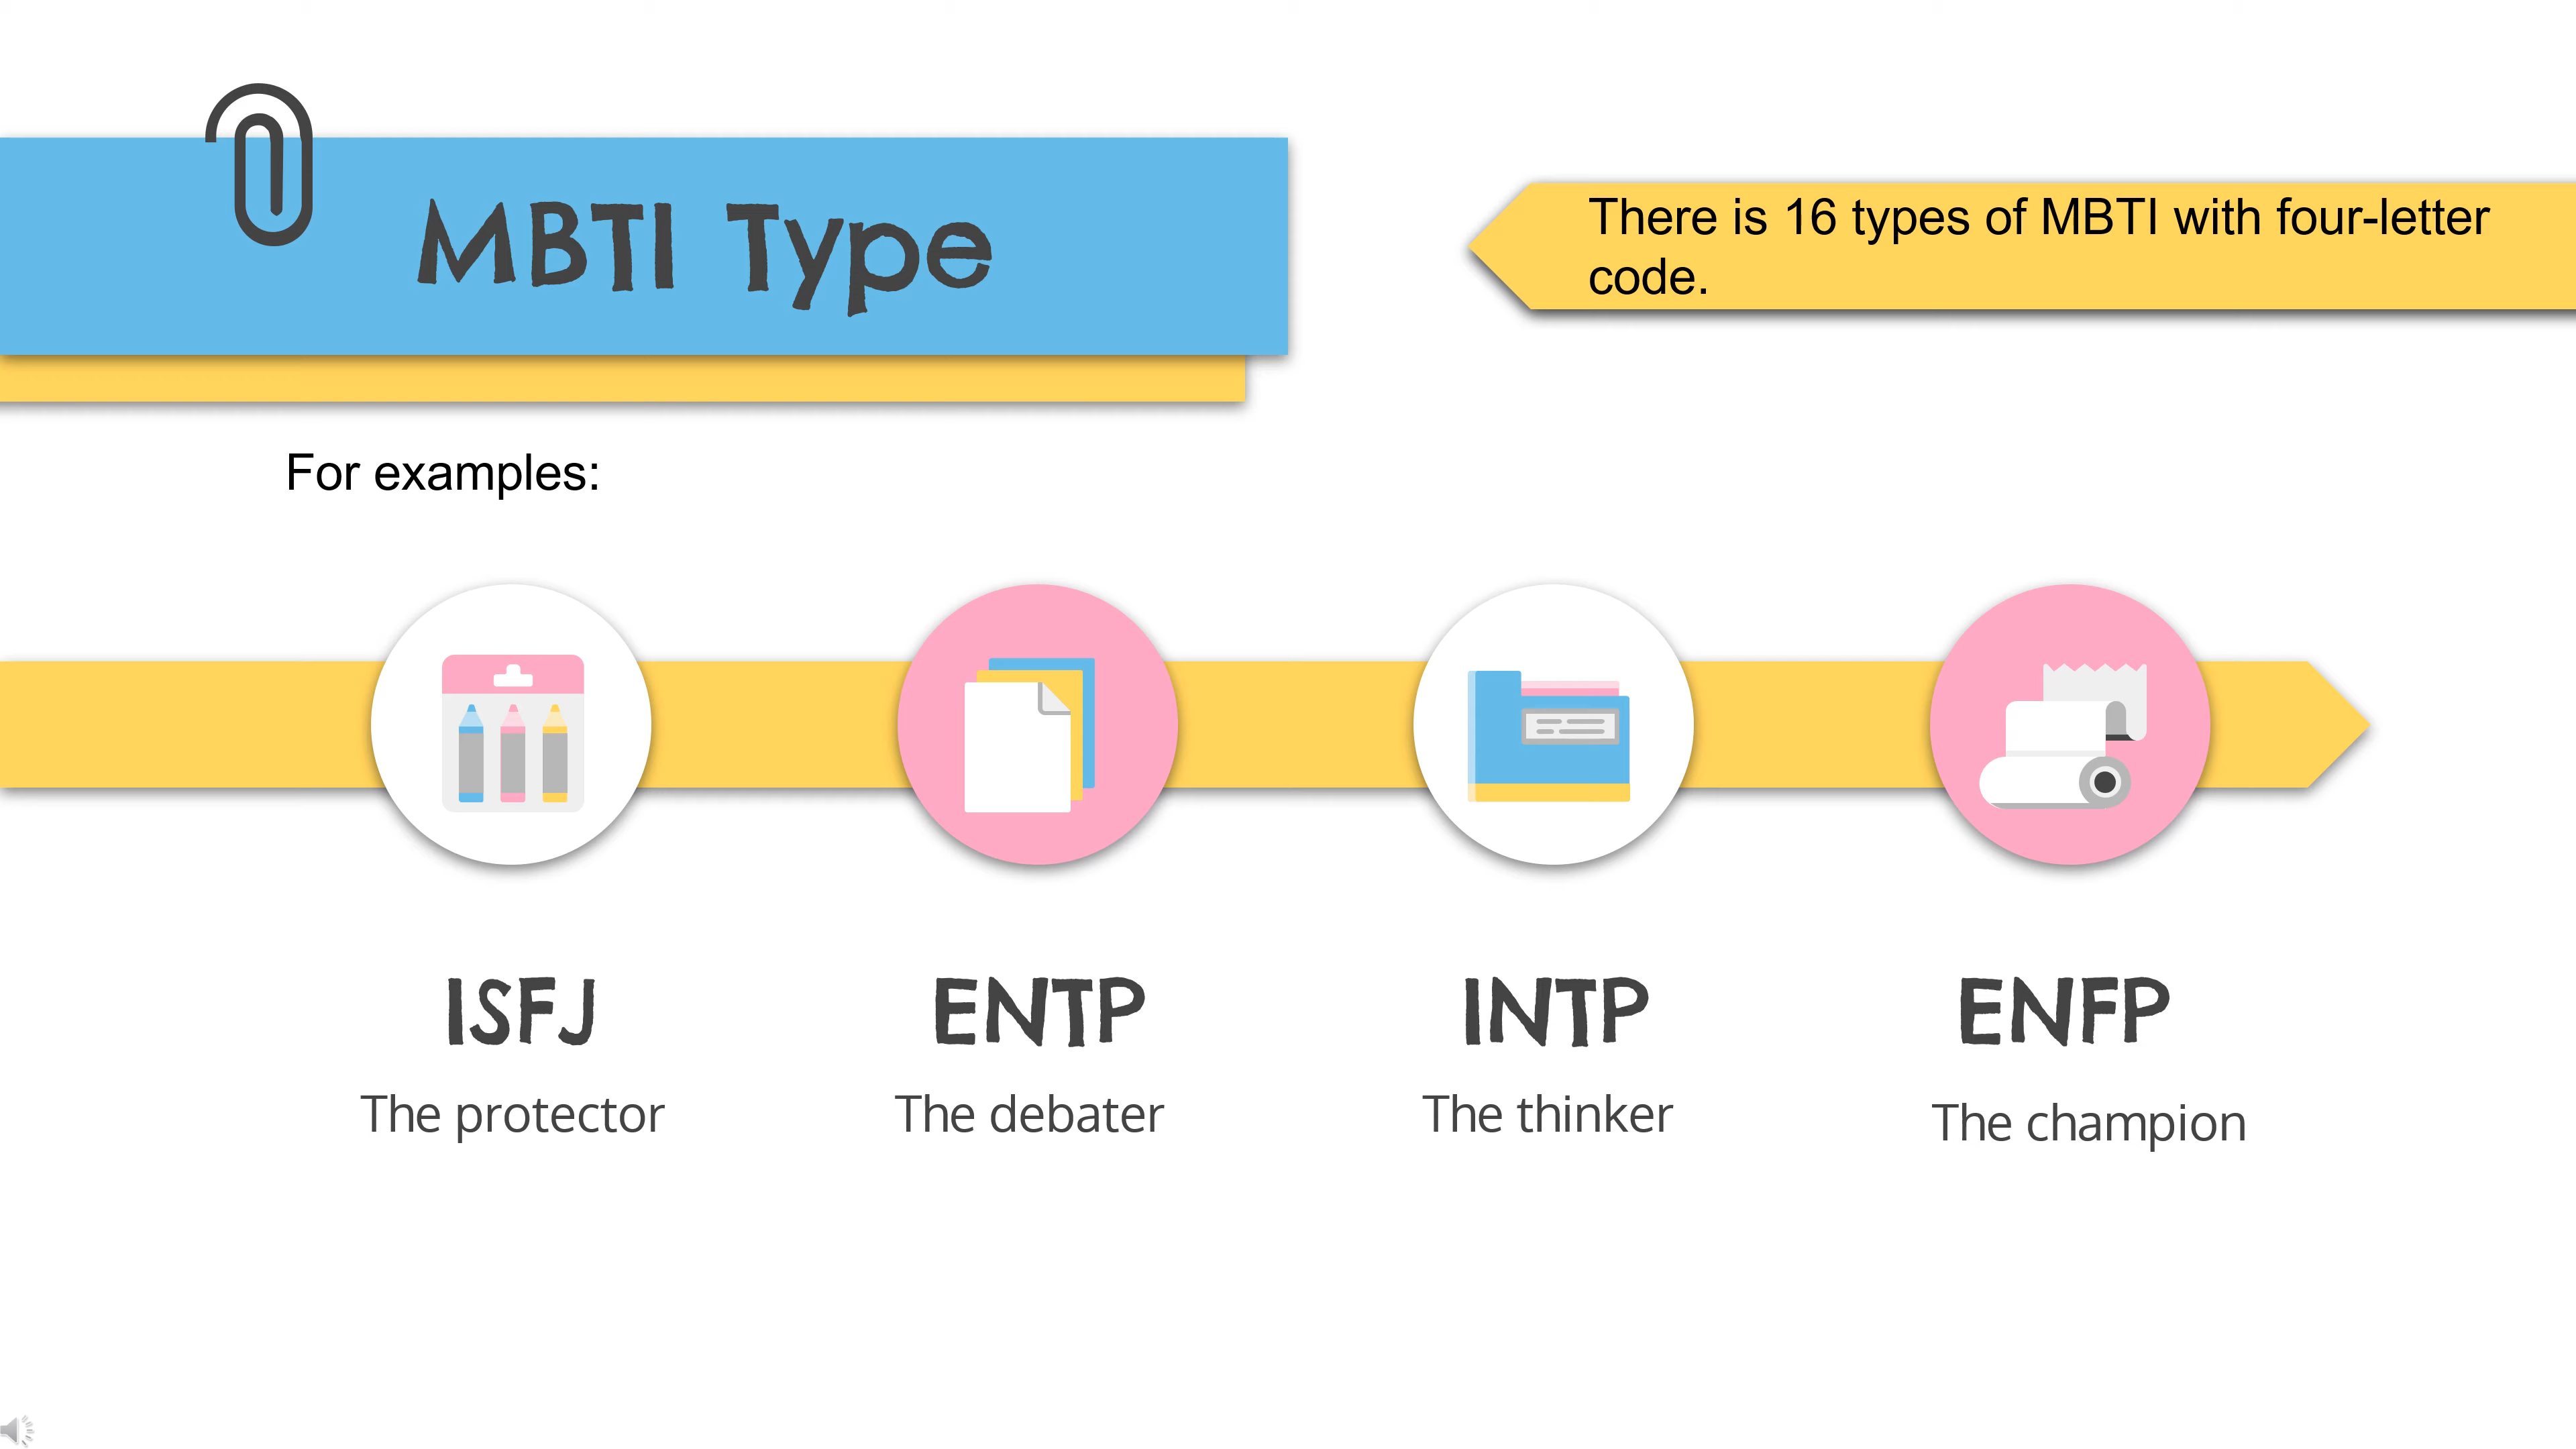 MBTI Type
There is 16 types of MBTI with four-letter
code.
For examples:
ISFJ
The protector
ENTP
The debater
INTP
The thinker
ENFP
The champion